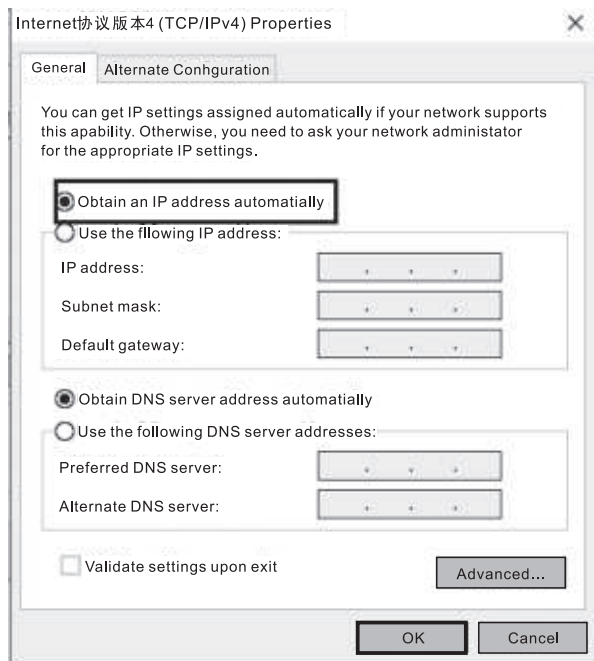 Internet协议版本4 (TCP/IPv4) Properties
General
Alternate Conhguration
You can get IP settings assigned automatically if your network supports
this apability. Otherwise, you need to ask your network administator
for the appropriate IP settings.
Obtain an IP address automatially
Use the fllowing IP address:
IP address:
Subnet mask:
Default gateway:
Obtain DNS server address automatially
Use the following DNS server addresses:
Preferred DNS server:
Alternate DNS server:
Validate settings upon exit
Advanced...
OK
Cancel